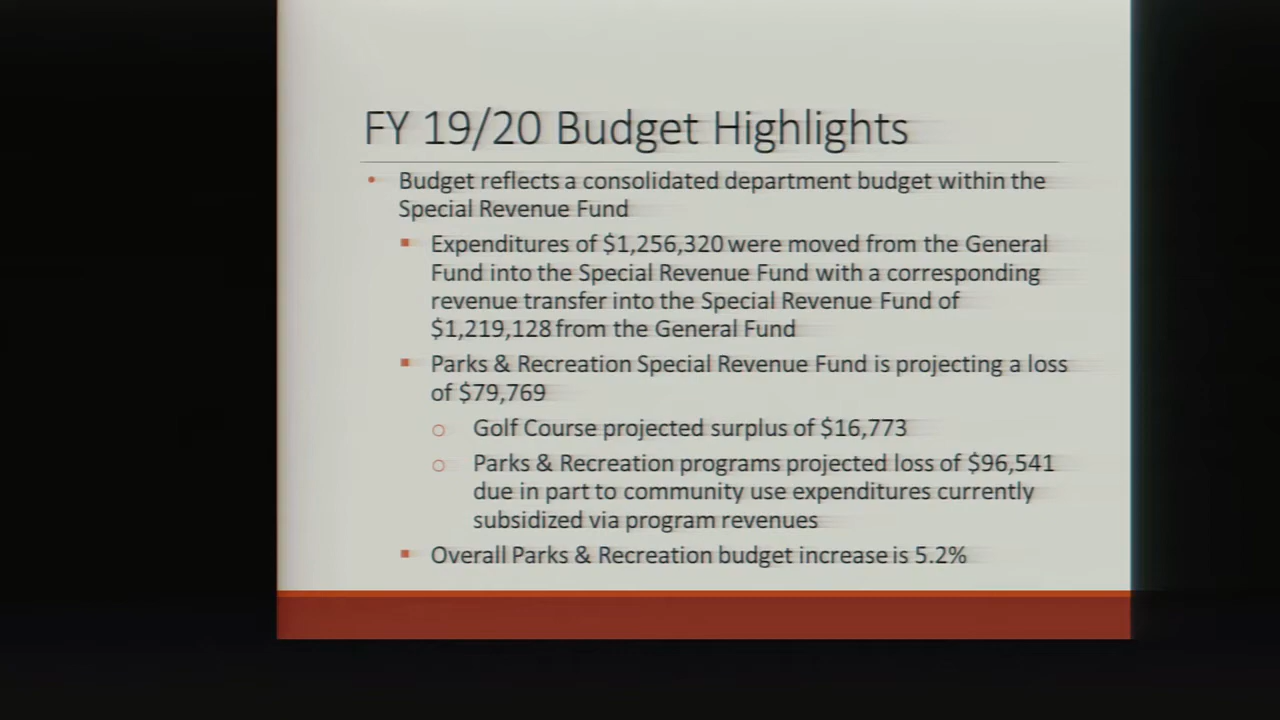 FY 19/20 Budget Highlights
• Budget reflects a consolidated department budget within the
Special Revenue Fund
▪ Expenditures of $1,256,320 were moved from the General
Fund into the Special Revenue Fund with a corresponding
revenue transfer into the Special Revenue Fund of
$1,219,128 from the General Fund
▪ Parks & Recreation Special Revenue Fund is projecting a loss
of $79,769
o Golf Course projected surplus of $16,773
o Parks & Recreation programs projected loss of $96,541
due in part to community use expenditures currently
subsidized via program revenues
▪ Overall Parks & Recreation budget increase is 5.2%